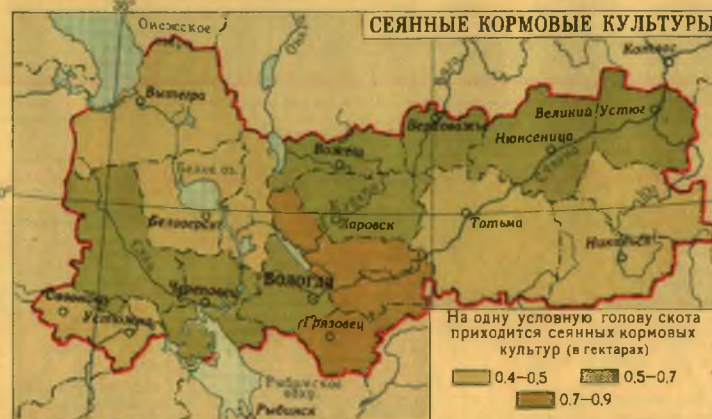 СЕЯННЫЕ КОРМОВЫЕ КУЛЬТУРЫ
Онежское
Котлас
Вытегра
Великий Устюг
Верховажье
Нюксеница
Вожега
Белое оз.
Белозерск
Харовск
Тотьма
Никольск
Череповец
Вологда
Устюжна
Грязовец
Рыбинское
вдхр.
Рыбинск
На одну условную голову скота
приходится сеянных кормовых
культур (в гектарах)
0.4–0,5 0,5–0.7
0.7–0.9